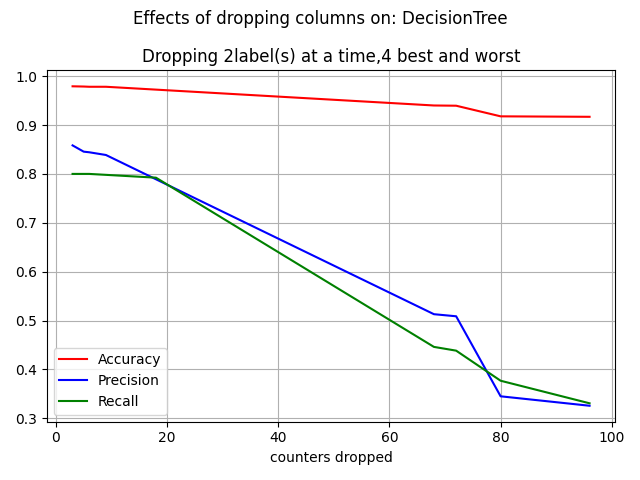 Effects of dropping columns on: DecisionTree
Dropping 2label(s) at a time,4 best and worst
1.0
0.9
0.8
0.7
0.6
0.5
0.4
0.3
Accuracy
Precision
Recall
0 20 40 60 80 100
counters dropped